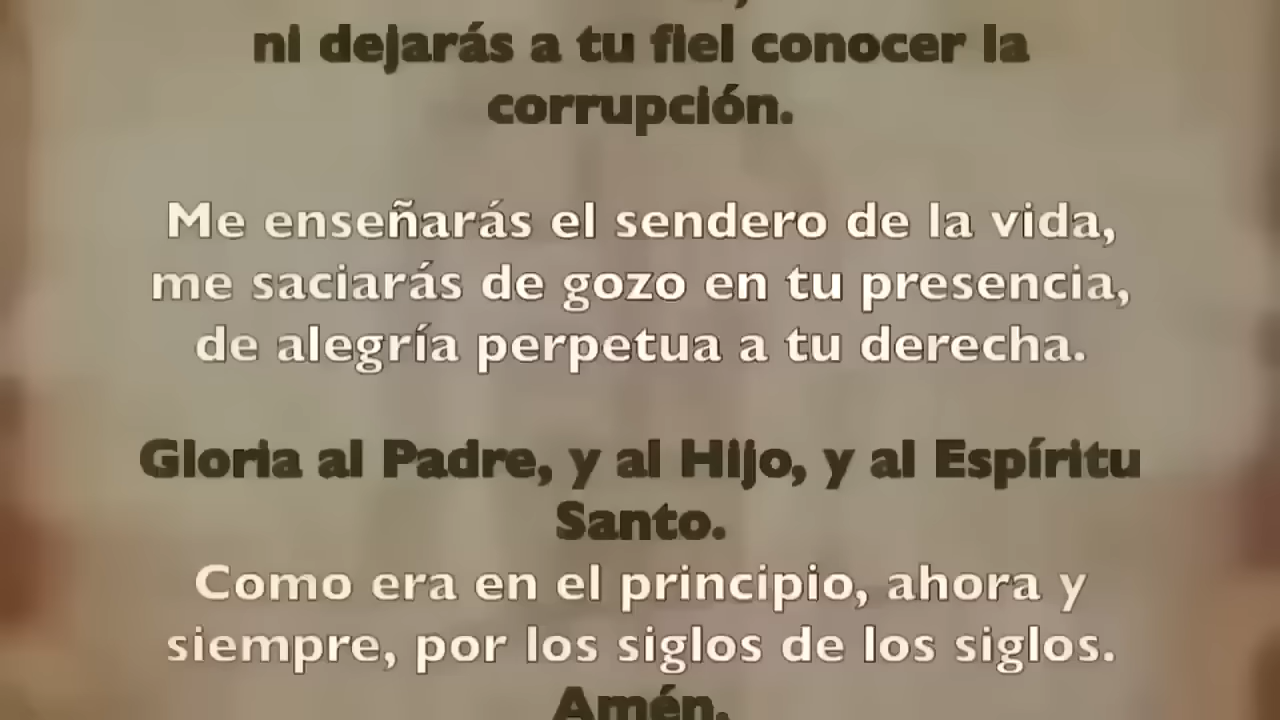 ni dejarás a tu fiel conocer la
corrupción.
Me enseñarás el sendero de la vida,
me saciarás de gozo en tu presencia,
de alegría perpetua a tu derecha.
Gloria al Padre, y al Hijo, y al Espíritu
Santo.
Como era en el principio, ahora y
siempre, por los siglos de los siglos.
Amén.